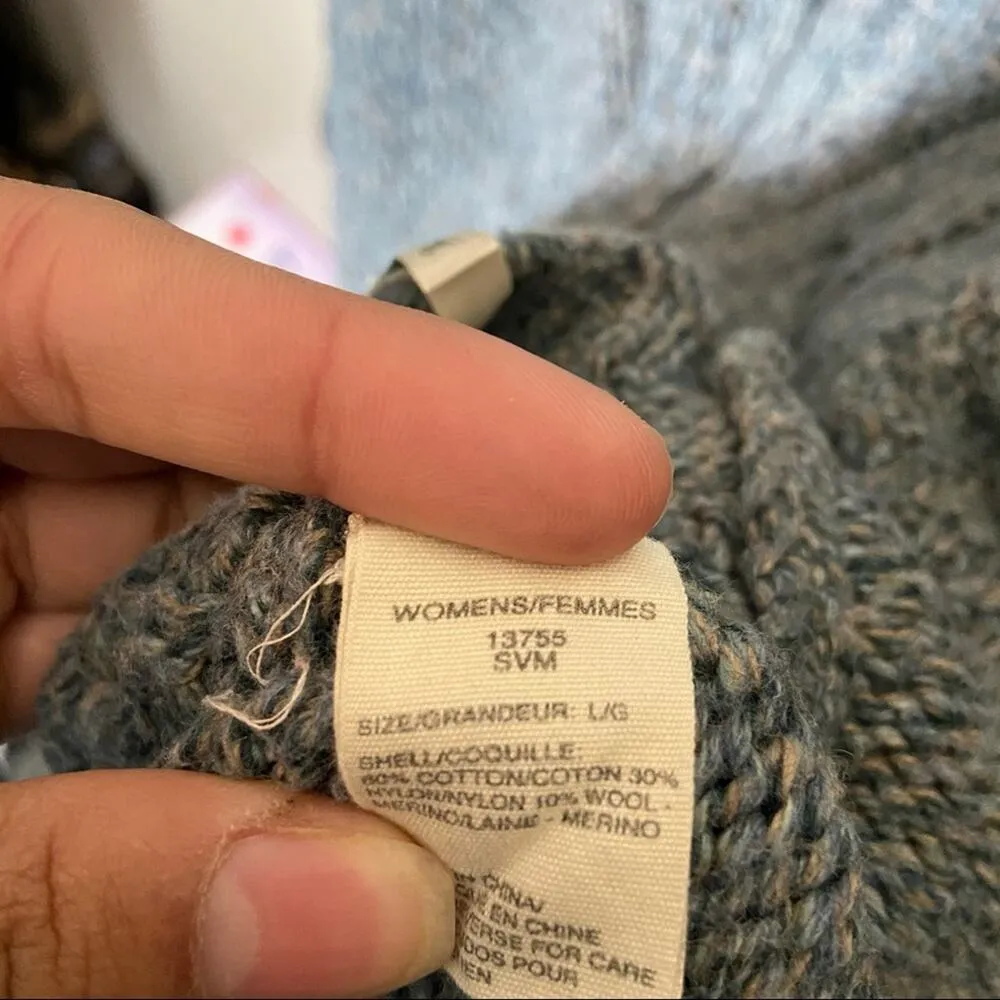 WOMENS/FEMMES
13755
SVM
SIZE/GRANDEUR: L/G
SHELL/COQUILLE:
60% COTTON/COTON 30%
NYLON/NYLON 10% WOOL -
MERINO/LAINE - MERINO
CHINA/
EN CHINE
VERSE FOR CARE
DOS POUR
EN